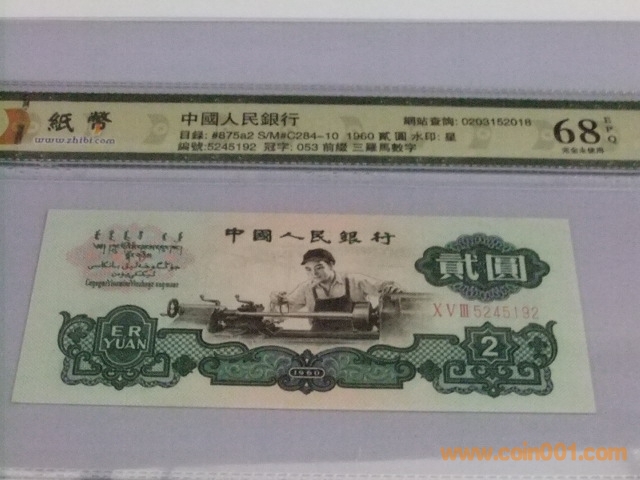 紙幣
www.zhibi.com
中國人民銀行
網站查詢: 0203152018
目録: #875a2 S/M#C284-10 1960 貳圓 水印: 星
編號:5245192 冠字: 053 前綴 三羅馬數字
68
EPQ
完全未使用
中國人民銀行
貳圓
XVⅢ 5245192
ER
YUAN
2
1960
www.coin001.com